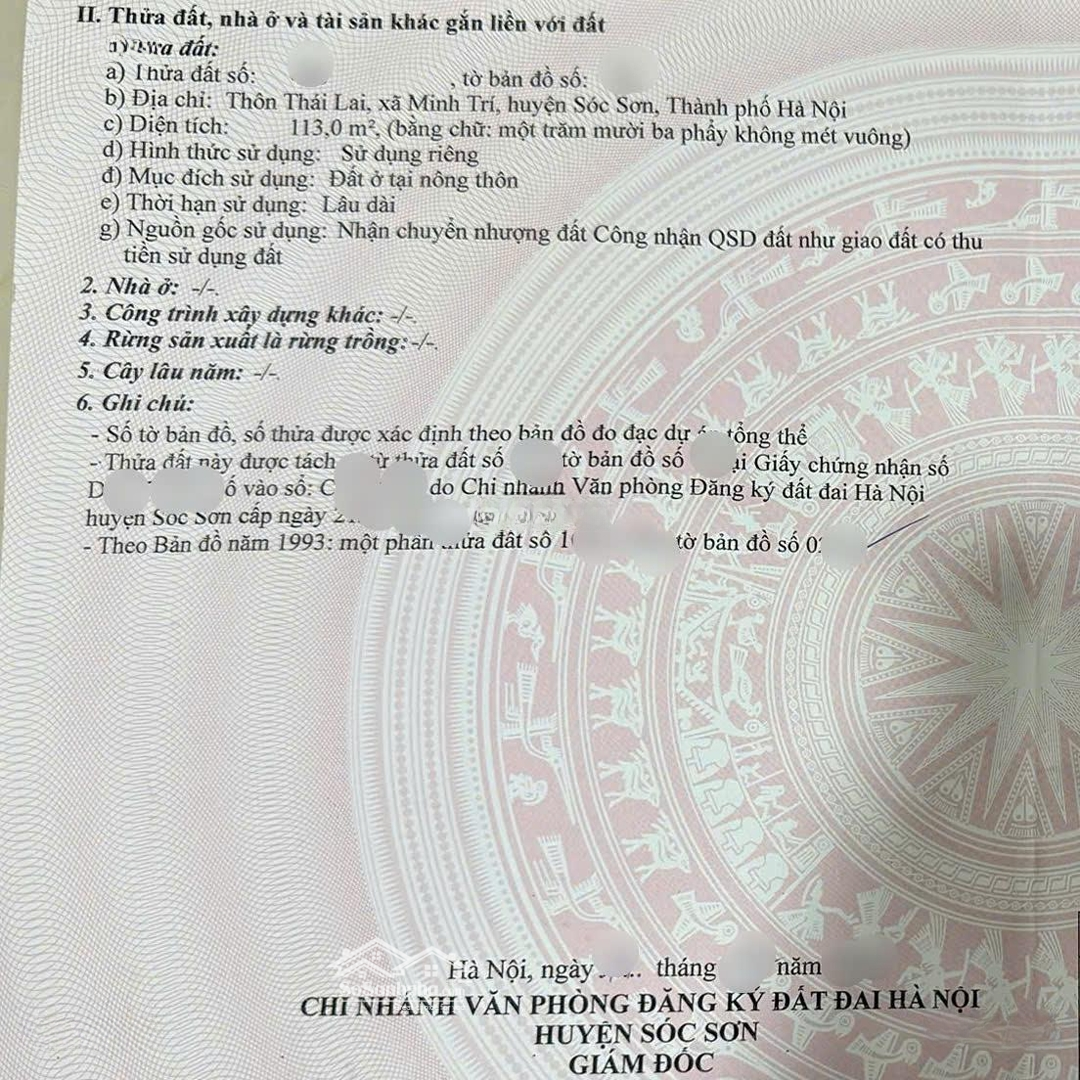 II. Thửa đất, nhà ở và tài sản khác gắn liền với đất
đất:
a) Thửa đất số: , tờ bản đồ số:
b) Địa chỉ: Thôn Thái Lai, xã Minh Trí, huyện Sóc Sơn, Thành phố Hà Nội
c) Diện tích: 113,0 m², (bằng chữ: một trăm mười ba phẩy không mét vuông)
d) Hình thức sử dụng: Sử dụng riêng
đ) Mục đích sử dụng: Đất ở tại nông thôn
e) Thời hạn sử dụng: Lâu dài
g) Nguồn gốc sử dụng: Nhận chuyển nhượng đất Công nhận QSD đất như giao đất có thu
tiền sử dụng đất
2. Nhà ở: -/-.
3. Công trình xây dựng khác: -/-.
4. Rừng sản xuất là rừng trồng: -/-.
5. Cây lâu năm: -/-.
6. Ghi chú:
- Số tờ bản đồ, số thửa được xác định theo bản đồ đo đạc dự tổng thể
- Thửa đất này được tách từ thửa đất số tờ bản đồ số Giấy chứng nhận số
D vào sổ: C do Chi nhánh Văn phòng Đăng ký đất đai Hà Nội
huyện Sóc Sơn cấp ngày
- Theo Bản đồ năm 1993: một phần thửa đất số tờ bản đồ số
Hà Nội, ngày tháng năm
CHI NHÁNH VĂN PHÒNG ĐĂNG KÝ ĐẤT ĐAI HÀ NỘI
HUYỆN SÓC SƠN
GIÁM ĐỐC